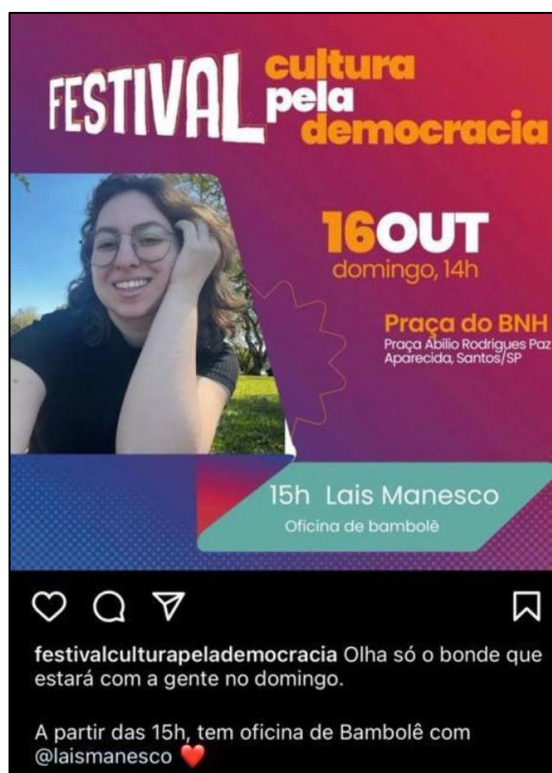 FESTIVAL
cultura
pela
democracia
16OUT
domingo, 14h
Praça do BNH
Praça Abílio Rodrigues Paz
Aparecida, Santos/SP
15h Lais Manesco
Oficina de bambolê
festivalculturapelademocracia Olha só o bonde que
estará com a gente no domingo.
A partir das 15h, tem oficina de Bambolê com
@laismanesco ❤️